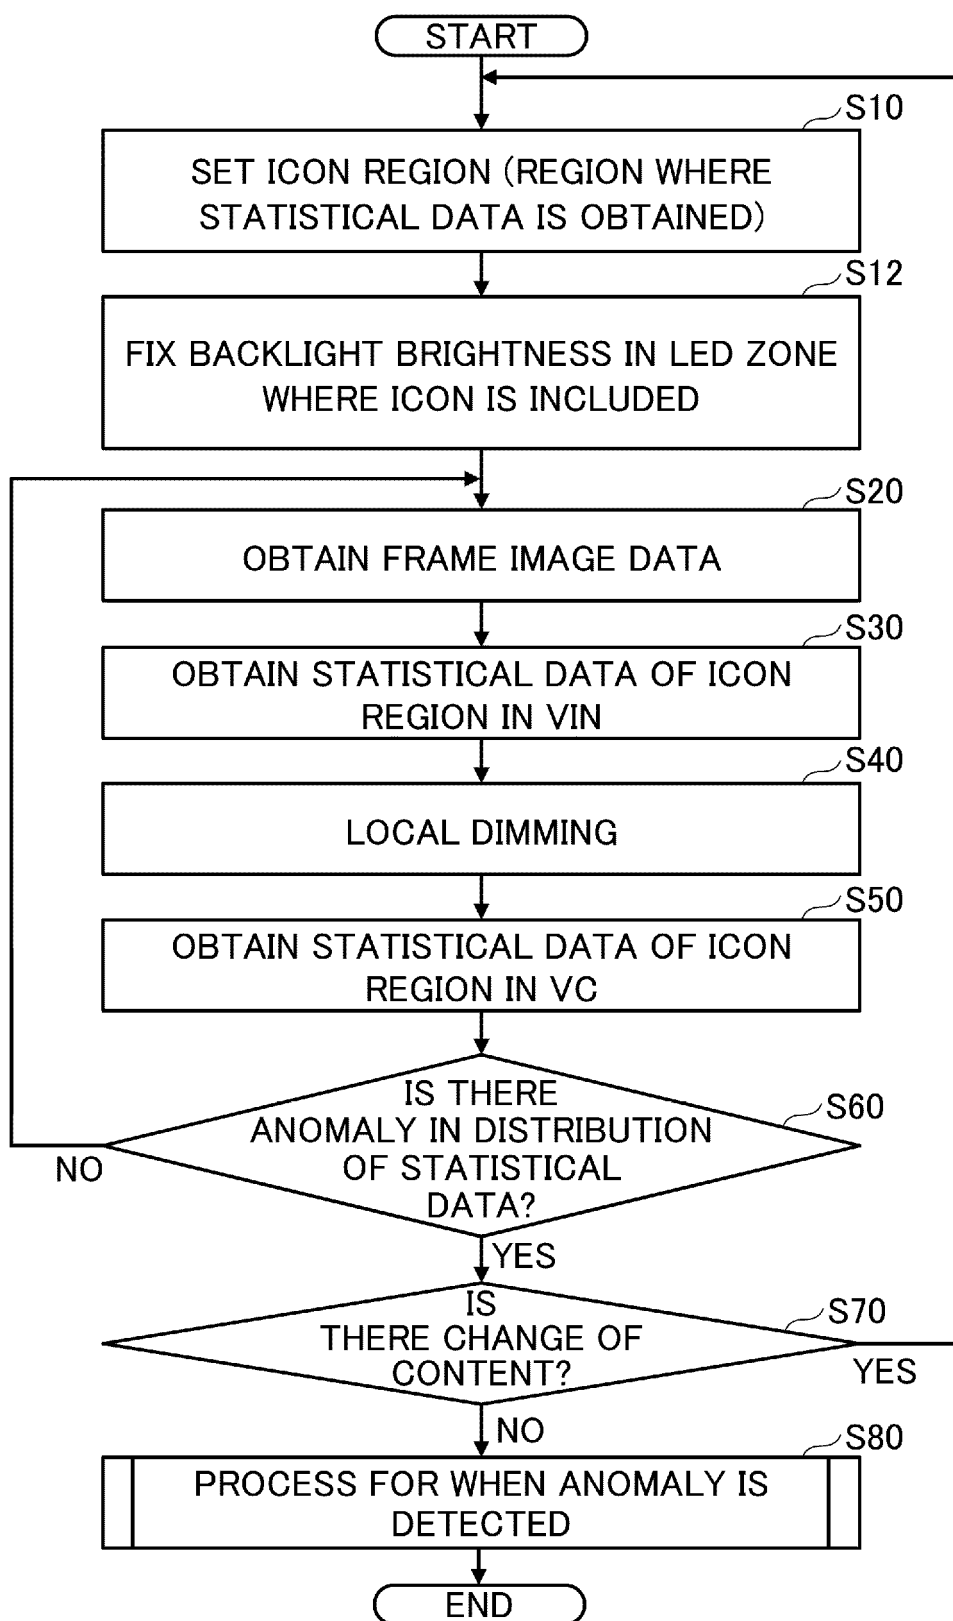 START
S10
SET ICON REGION (REGION WHERE
STATISTICAL DATA IS OBTAINED)
S12
FIX BACKLIGHT BRIGHTNESS IN LED ZONE
WHERE ICON IS INCLUDED
S20
OBTAIN FRAME IMAGE DATA
S30
OBTAIN STATISTICAL DATA OF ICON
REGION IN VIN
S40
LOCAL DIMMING
S50
OBTAIN STATISTICAL DATA OF ICON
REGION IN VC
S60
IS THERE
ANOMALY IN DISTRIBUTION
OF STATISTICAL
DATA?
NO
YES
S70
IS
THERE CHANGE OF
CONTENT?
YES
NO
S80
PROCESS FOR WHEN ANOMALY IS
DETECTED
END